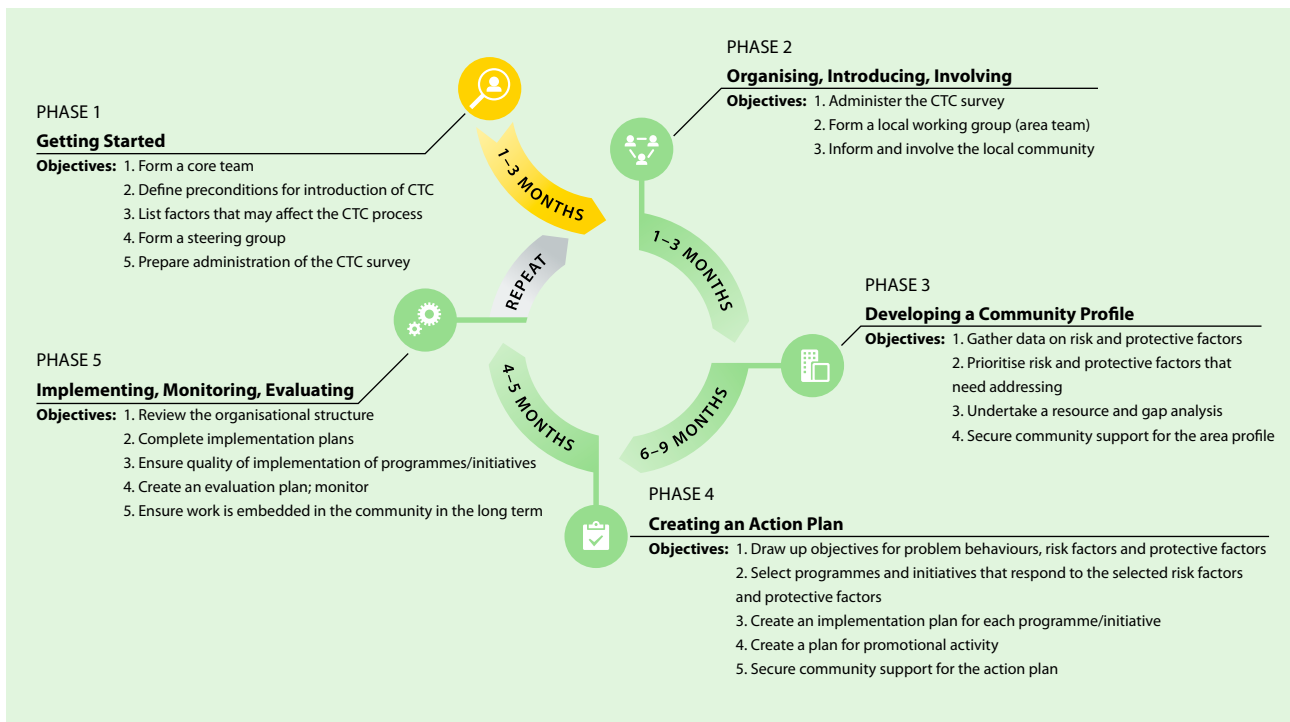 PHASE 1
Getting Started
Objectives: 1. Form a core team
2. Define preconditions for introduction of CTC
3. List factors that may affect the CTC process
4. Form a steering group
5. Prepare administration of the CTC survey
1–3 MONTHS
PHASE 2
Organising, Introducing, Involving
Objectives: 1. Administer the CTC survey
2. Form a local working group (area team)
3. Inform and involve the local community
1–3 MONTHS
PHASE 3
Developing a Community Profile
Objectives: 1. Gather data on risk and protective factors
2. Prioritise risk and protective factors that
need addressing
3. Undertake a resource and gap analysis
4. Secure community support for the area profile
6–9 MONTHS
PHASE 4
Creating an Action Plan
Objectives: 1. Draw up objectives for problem behaviours, risk factors and protective factors
2. Select programmes and initiatives that respond to the selected risk factors
and protective factors
3. Create an implementation plan for each programme/initiative
4. Create a plan for promotional activity
5. Secure community support for the action plan
4–5 MONTHS
PHASE 5
Implementing, Monitoring, Evaluating
Objectives: 1. Review the organisational structure
2. Complete implementation plans
3. Ensure quality of implementation of programmes/initiatives
4. Create an evaluation plan; monitor
5. Ensure work is embedded in the community in the long term
REPEAT